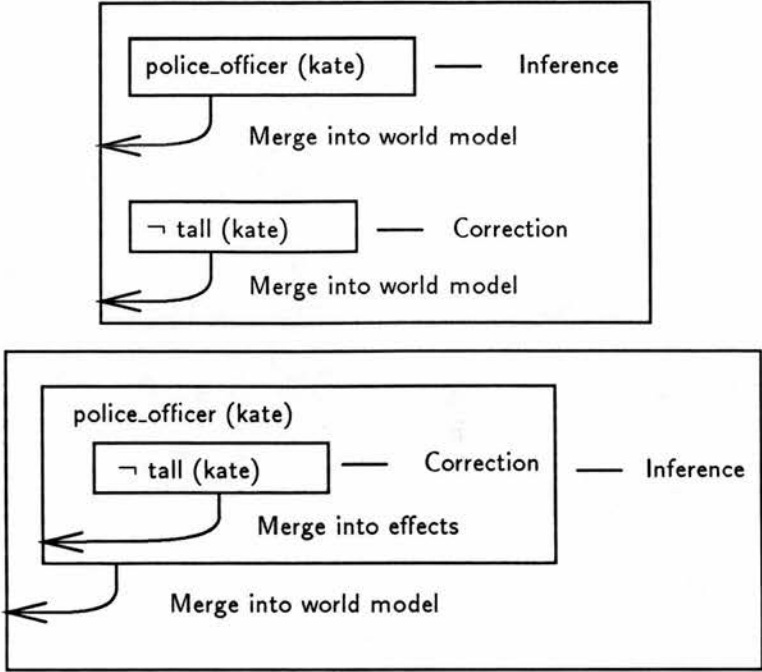 police_officer (kate) — Inference
Merge into world model
¬ tall (kate) — Correction
Merge into world model
police_officer (kate)
¬ tall (kate) — Correction — Inference
Merge into effects
Merge into world model